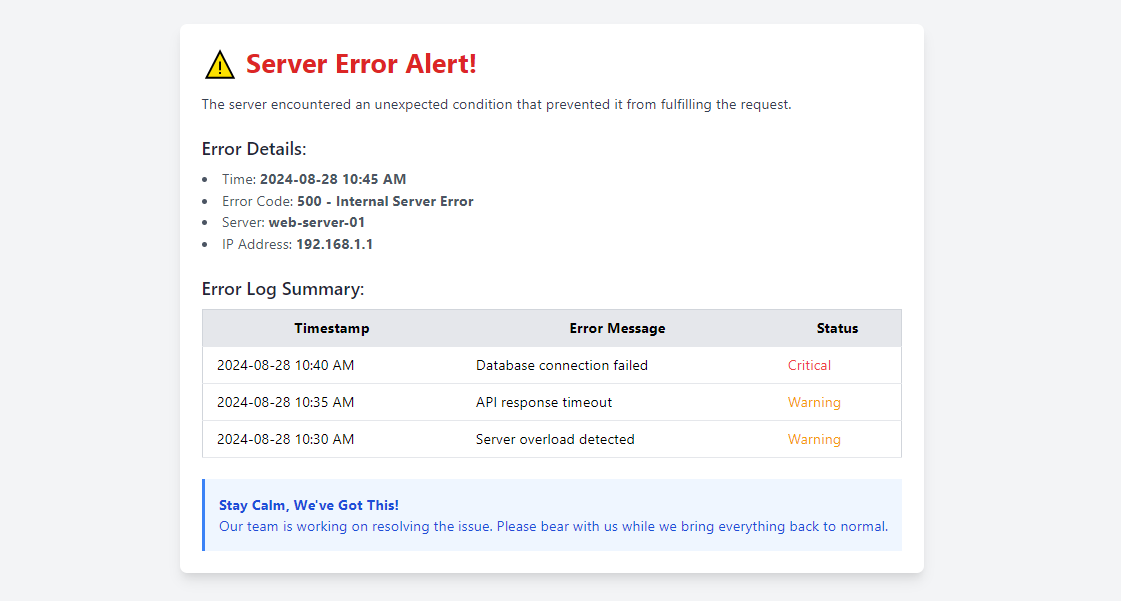 Server Error Alert!
The server encountered an unexpected condition that prevented it from fulfilling the request.
Error Details:
Time: 2024-08-28 10:45 AM
Error Code: 500 - Internal Server Error
Server: web-server-01
IP Address: 192.168.1.1
Error Log Summary:
Timestamp Error Message Status
2024-08-28 10:40 AM Database connection failed Critical
2024-08-28 10:35 AM API response timeout Warning
2024-08-28 10:30 AM Server overload detected Warning
Stay Calm, We've Got This!
Our team is working on resolving the issue. Please bear with us while we bring everything back to normal.